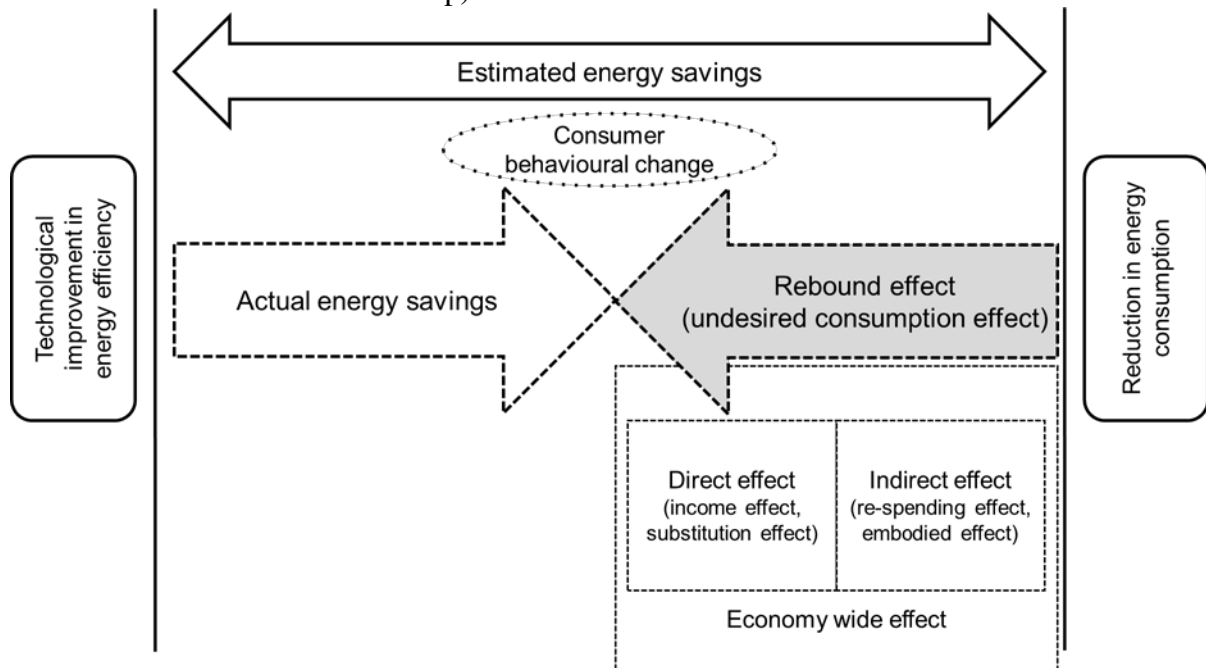 Estimated energy savings
Consumer
behavioural change
Technological
improvement in
energy efficiency
Actual energy savings
Rebound effect
(undesired consumption effect)
Reduction in energy
consumption
Direct effect
(income effect,
substitution effect)
Indirect effect
(re-spending effect,
embodied effect)
Economy wide effect